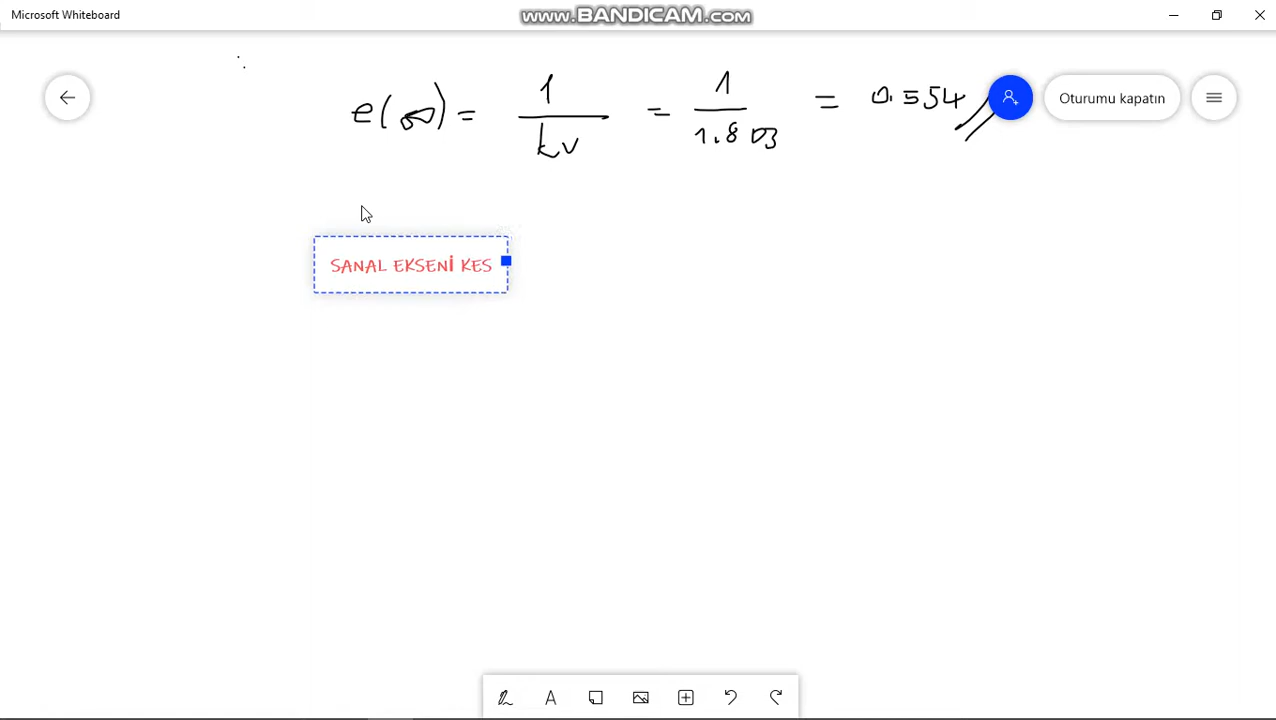 Microsoft Whiteboard
www.BANDICAM.com
e(∞) = 1/kv = 1/1.803 = 0.554
Oturumu kapatın
SANAL EKSENİ KES